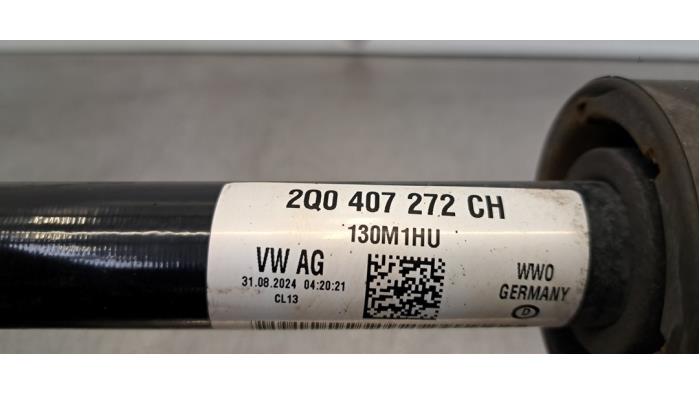 2Q0 407 272 CH
130M1HU
VW AG
31.08.2024 04:20:21
CL13
WWO
GERMANY
D